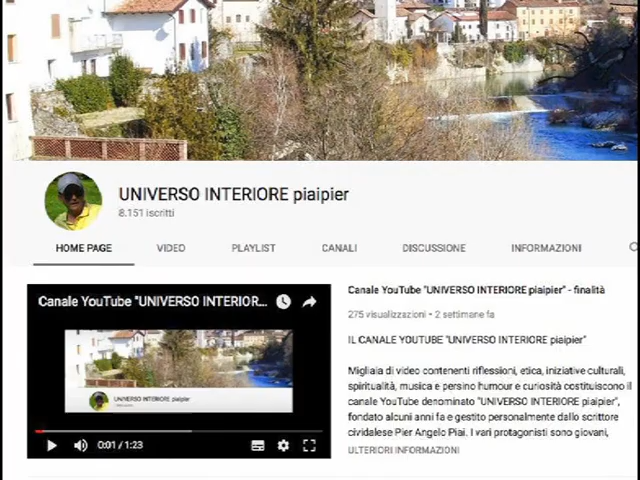 UNIVERSO INTERIORE piaipier
8.151 iscritti
HOME PAGE VIDEO PLAYLIST CANALI DISCUSSIONE INFORMAZIONI
Canale YouTube "UNIVERSO INTERIOR...
UNIVERSO INTERIORE piaipier
0:01 / 1:23
Canale YouTube "UNIVERSO INTERIORE piaipier" - finalità
275 visualizzazioni • 2 settimane fa
IL CANALE YOUTUBE "UNIVERSO INTERIORE piaipier"
Migliaia di video contenenti riflessioni, etica, iniziative culturali,
spiritualità, musica e persino humour e curiosità costituiscono il
canale YouTube denominato "UNIVERSO INTERIORE piaipier",
fondato alcuni anni fa e gestito personalmente dallo scrittore
cividalese Pier Angelo Piai. I vari protagonisti sono giovani,
ULTERIORI INFORMAZIONI